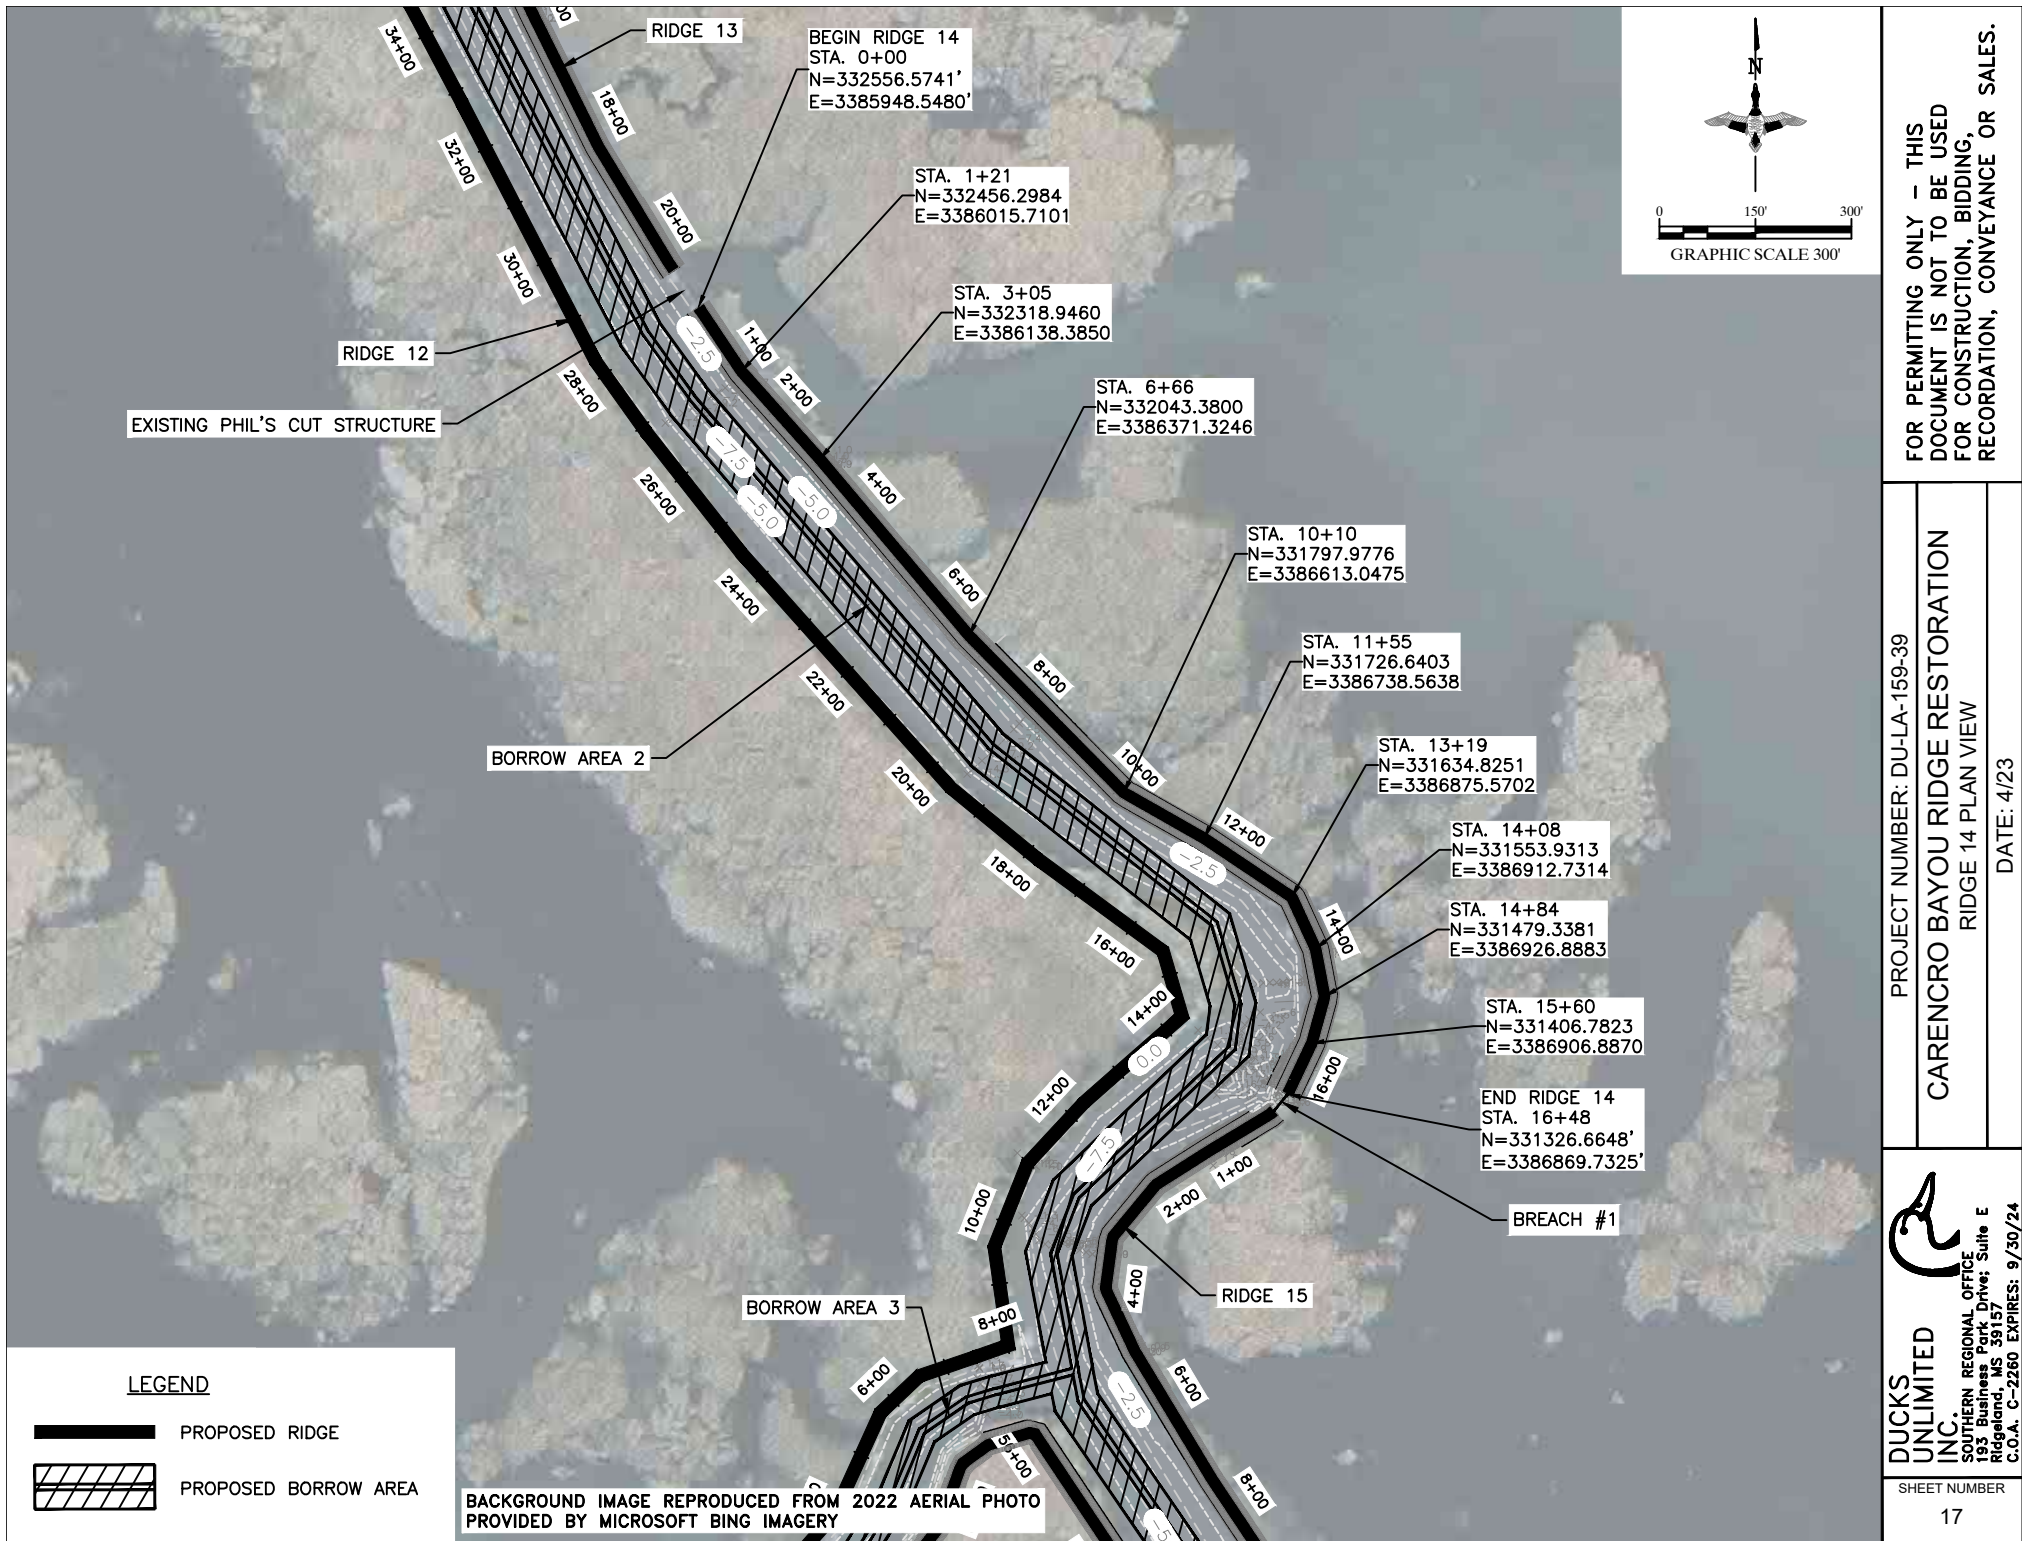 RIDGE 13
BEGIN RIDGE 14
STA. 0+00
N=332556.5741'
E=3385948.5480'
STA. 1+21
N=332456.2984
E=3386015.7101
STA. 3+05
N=332318.9460
E=3386138.3850
STA. 6+66
N=332043.3800
E=3386371.3246
STA. 10+10
N=331797.9776
E=3386613.0475
STA. 11+55
N=331726.6403
E=3386738.5638
STA. 13+19
N=331634.8251
E=3386875.5702
STA. 14+08
N=331553.9313
E=3386912.7314
STA. 14+84
N=331479.3381
E=3386926.8883
STA. 15+60
N=331406.7823
E=3386906.8870
END RIDGE 14
STA. 16+48
N=331326.6648'
E=3386869.7325'
BREACH #1
RIDGE 15
RIDGE 12
EXISTING PHIL'S CUT STRUCTURE
BORROW AREA 2
BORROW AREA 3
34+00
32+00
30+00
28+00
26+00
24+00
22+00
20+00
18+00
16+00
14+00
12+00
10+00
8+00
6+00
18+00
20+00
1+00
2+00
4+00
6+00
8+00
10+00
12+00
14+00
16+00
1+00
2+00
4+00
6+00
8+00
-2.5
-7.5
-5.0
-5.0
-2.5
0.0
-7.5
-2.5
N
0 150' 300'
GRAPHIC SCALE 300'
LEGEND
PROPOSED RIDGE
PROPOSED BORROW AREA
BACKGROUND IMAGE REPRODUCED FROM 2022 AERIAL PHOTO
PROVIDED BY MICROSOFT BING IMAGERY
FOR PERMITTING ONLY - THIS
DOCUMENT IS NOT TO BE USED
FOR CONSTRUCTION, BIDDING,
RECORDATION, CONVEYANCE OR SALES.
PROJECT NUMBER: DU-LA-159-39
CARENCRO BAYOU RIDGE RESTORATION
RIDGE 14 PLAN VIEW
DATE: 4/23
DUCKS
UNLIMITED
INC.
SOUTHERN REGIONAL OFFICE
193 Business Park Drive; Suite E
Ridgeland, MS 39157
C.O.A. C-2260 EXPIRES: 9/30/24
SHEET NUMBER
17